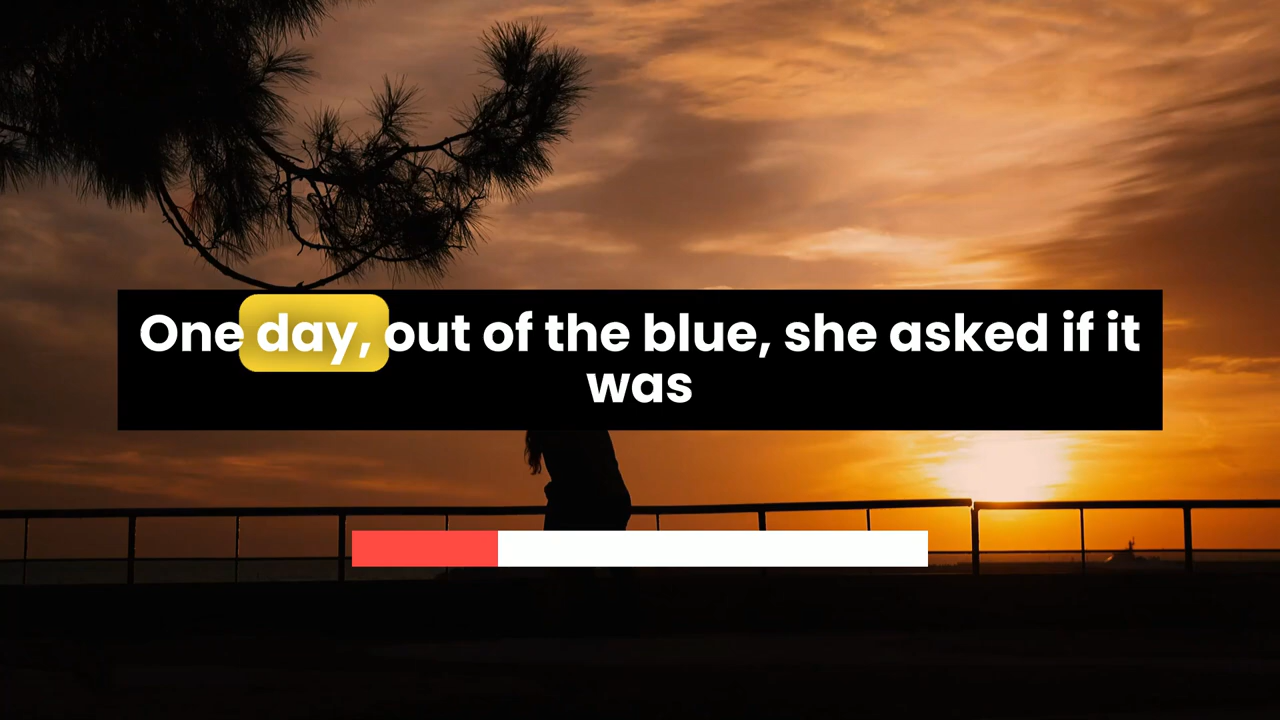 One day, out of the blue, she asked if it
was